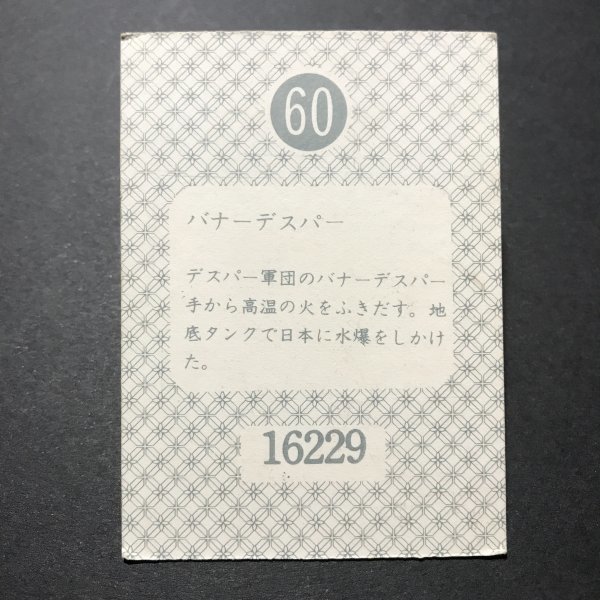 60
バナーデスパー
デスパー軍団のバナーデスパー
手から高温の火をふきだす。地
底タンクで日本に水爆をしかけ
た。
16229